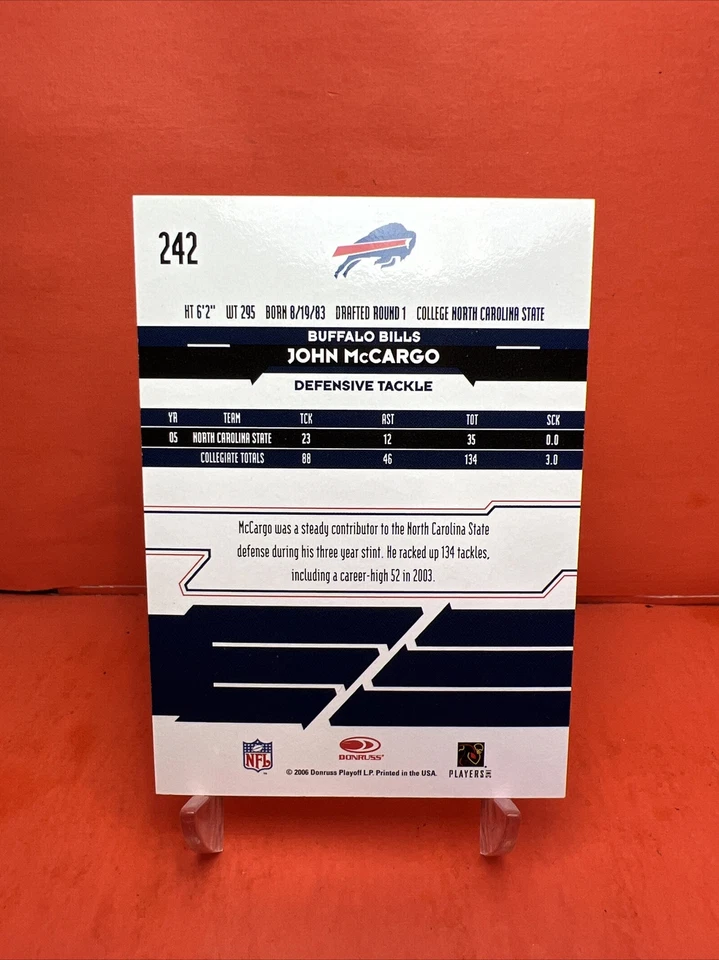 242
HT 6'2" WT 295 BORN 8/19/83 DRAFTED ROUND 1 COLLEGE NORTH CAROLINA STATE
BUFFALO BILLS
JOHN McCARGO
DEFENSIVE TACKLE
YR TEAM TCK AST TOT SCK
05 NORTH CAROLINA STATE 23 12 35 0.0
COLLEGIATE TOTALS 88 46 134 3.0
McCargo was a steady contributor to the North Carolina State
defense during his three year stint. He racked up 134 tackles,
including a career-high 52 in 2003.
NFL
DONRUSS
PLAYERS INC
© 2006 Donruss Playoff L.P. Printed in the USA.